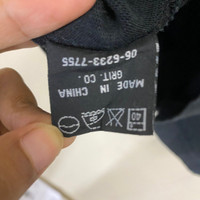 40
MADE IN CHINA
GRIT. CO.
06-6233-7755